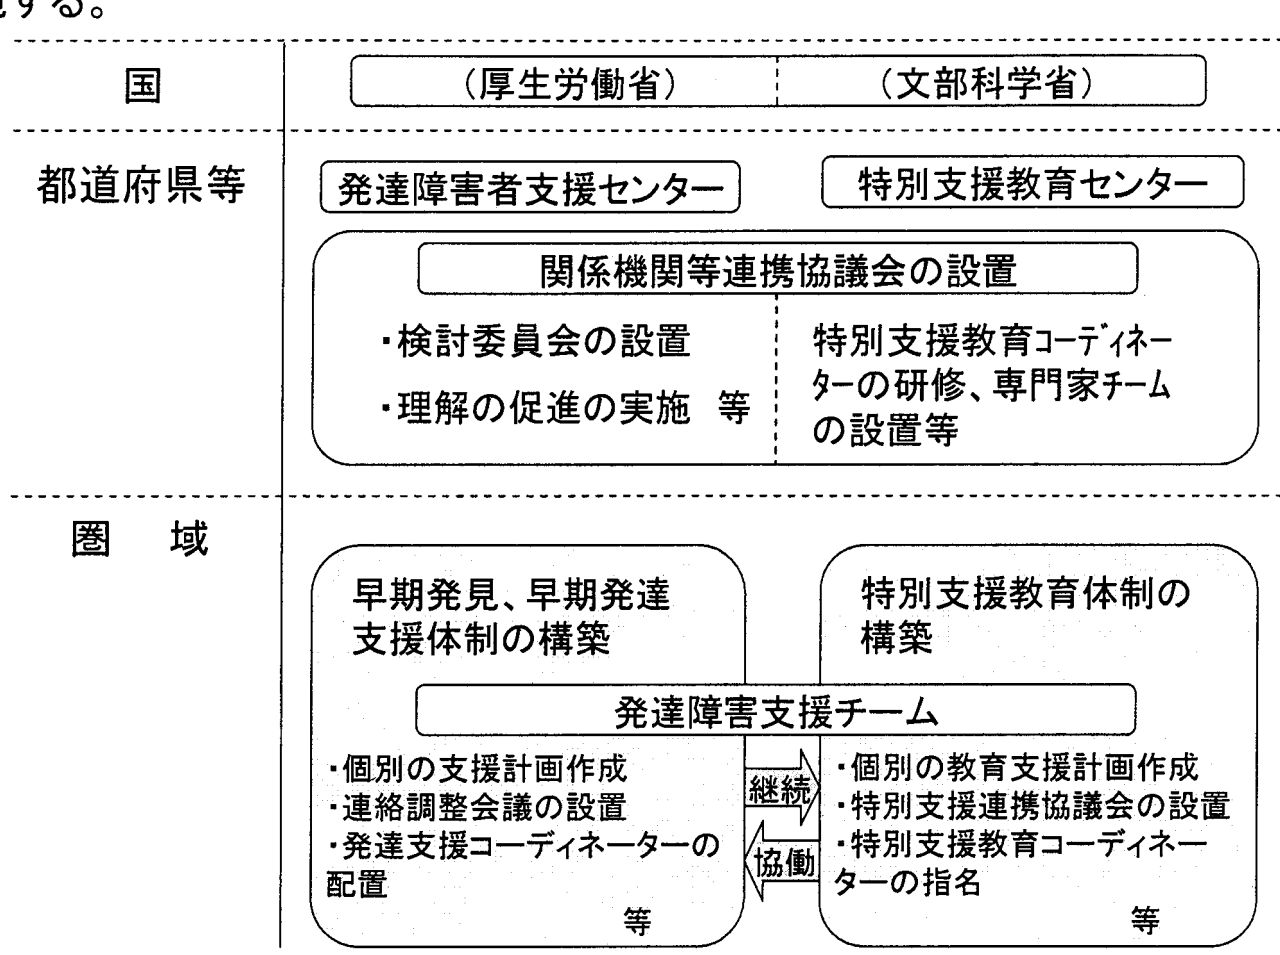 する。
国
（厚生労働省）
（文部科学省）
都道府県等
発達障害者支援センター
特別支援教育センター
関係機関等連携協議会の設置
・検討委員会の設置
・理解の促進の実施　等
特別支援教育ｺｰﾃﾞｨﾈｰ
ﾀｰの研修、専門家ﾁｰﾑ
の設置等
圏　域
早期発見、早期発達
支援体制の構築
特別支援教育体制の
構築
発達障害支援チーム
・個別の支援計画作成
・連絡調整会議の設置
・発達支援コーディネーターの
配置
等
継続
協働
・個別の教育支援計画作成
・特別支援連携協議会の設置
・特別支援教育コーディネー
ターの指名
等